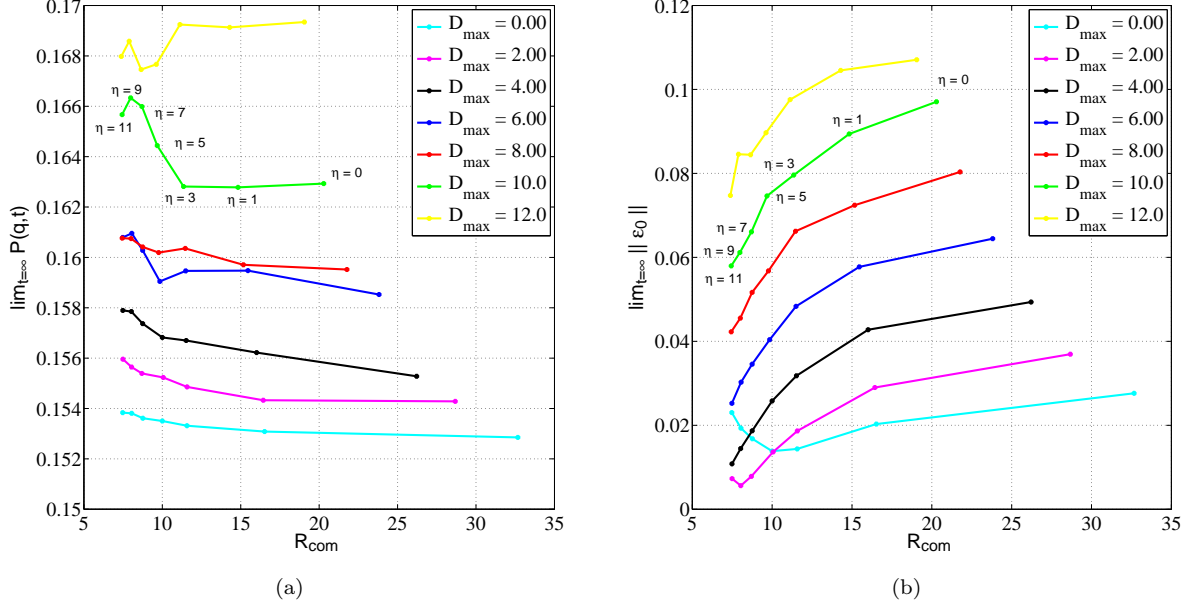 0.17
0.168
0.166
0.164
0.162
0.16
0.158
0.156
0.154
0.152
0.15
5 10 15 20 25 30 35
R_com
lim_{t=∞} P(q,t)
η = 11
η = 9
η = 7
η = 5
η = 3
η = 1
η = 0
D_max = 0.00
D_max = 2.00
D_max = 4.00
D_max = 6.00
D_max = 8.00
D_max = 10.0
D_max = 12.0
(a)
0.12
0.1
0.08
0.06
0.04
0.02
0
5 10 15 20 25 30 35
R_com
lim_{t=∞} || ε_0 ||
η = 0
η = 1
η = 3
η = 5
η = 7
η = 9
η = 11
D_max = 0.00
D_max = 2.00
D_max = 4.00
D_max = 6.00
D_max = 8.00
D_max = 10.0
D_max = 12.0
(b)